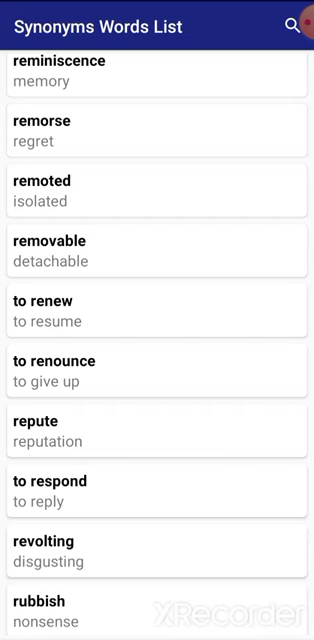 Synonyms Words List
reminiscence
memory
remorse
regret
remoted
isolated
removable
detachable
to renew
to resume
to renounce
to give up
repute
reputation
to respond
to reply
revolting
disgusting
rubbish
nonsense
XRecorder